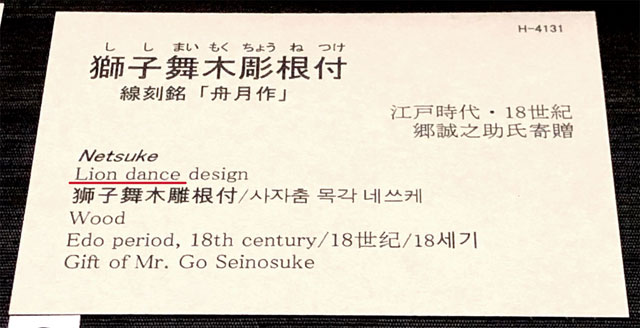 H-4131
しし まい もく ちょう ね つけ
獅子舞木彫根付
線刻銘「舟月作」
江戸時代・18世紀
郷誠之助氏寄贈
Netsuke
Lion dance design
狮子舞木雕根付/사자춤 목각 네쓰케
Wood
Edo period, 18th century/18世纪/18세기
Gift of Mr. Go Seinosuke